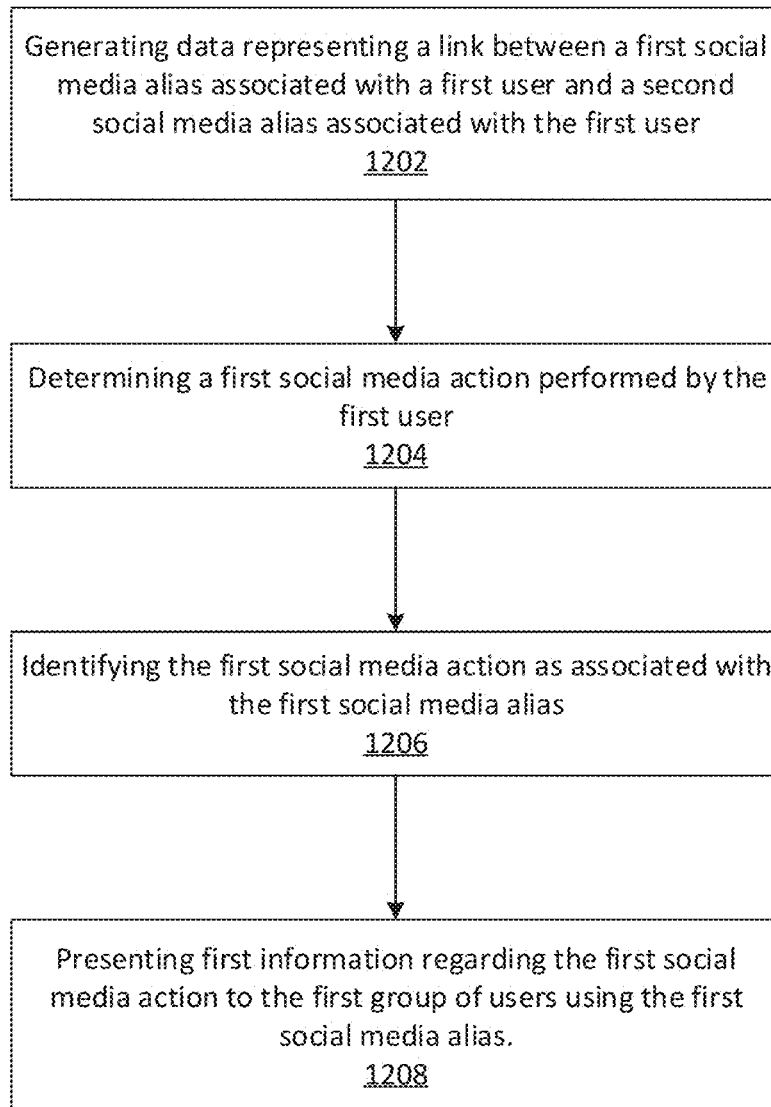 Generating data representing a link between a first social
media alias associated with a first user and a second
social media alias associated with the first user
1202
Determining a first social media action performed by the
first user
1204
Identifying the first social media action as associated with
the first social media alias
1206
Presenting first information regarding the first social
media action to the first group of users using the first
social media alias.
1208